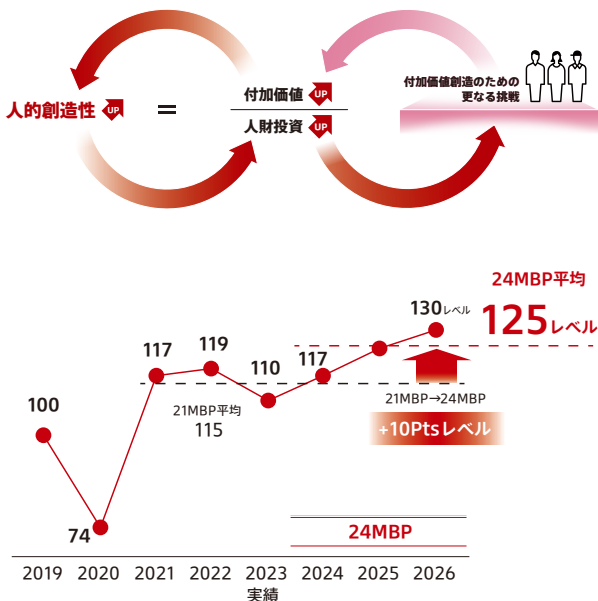 人的創造性 UP
=
付加価値 UP
人財投資 UP
付加価値創造のための
更なる挑戦
24MBP平均
125レベル
130レベル
117
119
110
117
100
74
21MBP平均
115
21MBP→24MBP
+10Ptsレベル
24MBP
2019 2020 2021 2022 2023 2024 2025 2026
実績